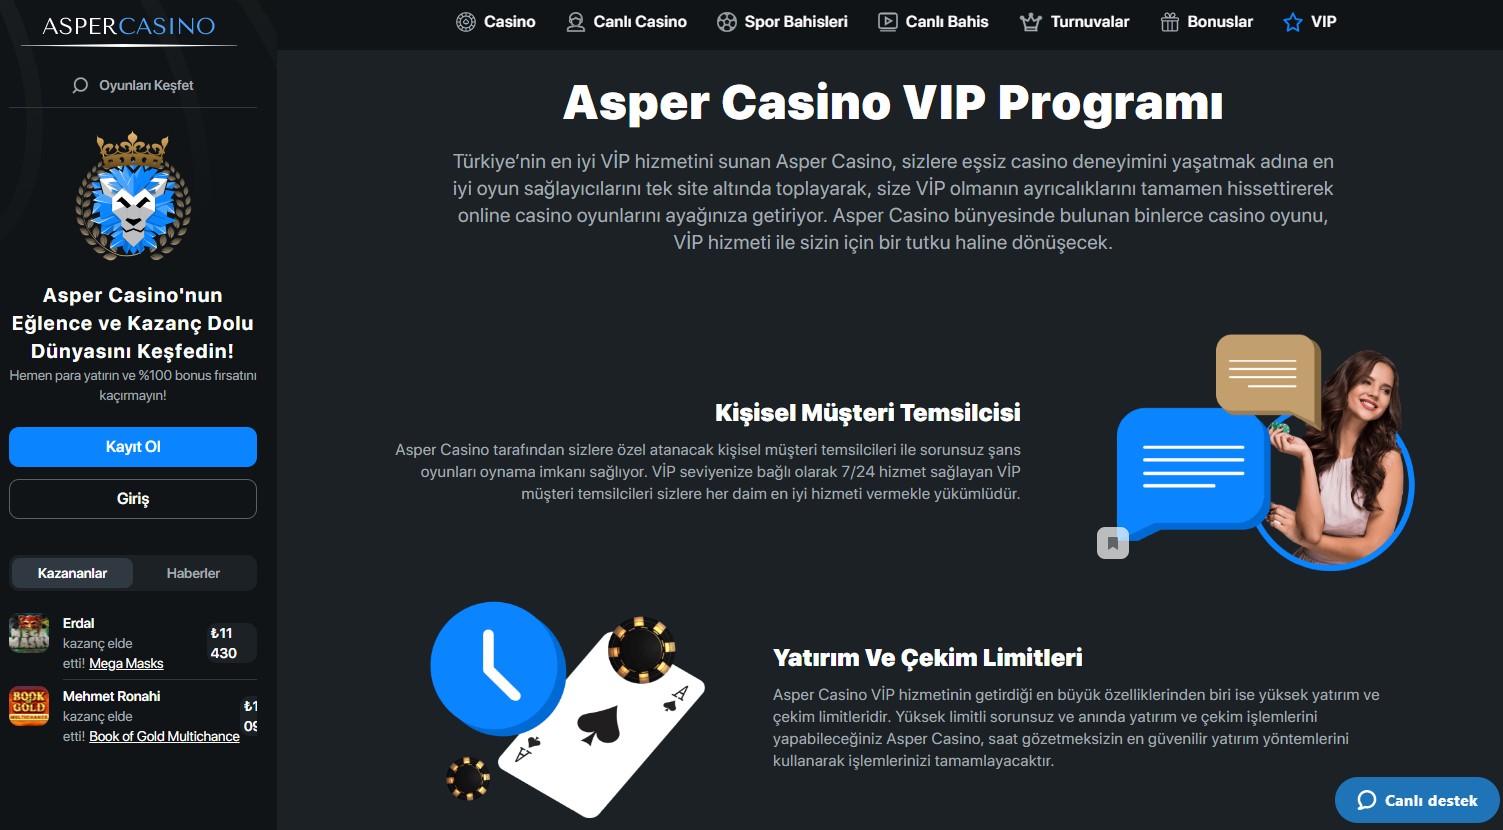 ASPERCASINO
Oyunları Keşfet
Asper Casino'nun
Eğlence ve Kazanç Dolu
Dünyasını Keşfedin!
Hemen para yatırın ve %100 bonus fırsatını
kaçırmayın!
Kayıt Ol
Giriş
Kazananlar
Haberler
Erdal
kazanç elde
etti! Mega Masks
₺11
430
Mehmet Ronahi
kazanç elde
etti! Book of Gold Multichance
₺1
09
Casino
Canlı Casino
Spor Bahisleri
Canlı Bahis
Turnuvalar
Bonuslar
VIP
Asper Casino VIP Programı
Türkiye’nin en iyi VİP hizmetini sunan Asper Casino, sizlere eşsiz casino deneyimini yaşatmak adına en
iyi oyun sağlayıcılarını tek site altında toplayarak, size VİP olmanın ayrıcalıklarını tamamen hissettirerek
online casino oyunlarını ayağınıza getiriyor. Asper Casino bünyesinde bulunan binlerce casino oyunu,
VİP hizmeti ile sizin için bir tutku haline dönüşecek.
Kişisel Müşteri Temsilcisi
Asper Casino tarafından sizlere özel atanacak kişisel müşteri temsilcileri ile sorunsuz şans
oyunları oynama imkanı sağlıyor. VİP seviyenize bağlı olarak 7/24 hizmet sağlayan VİP
müşteri temsilcileri sizlere her daim en iyi hizmeti vermekle yükümlüdür.
A
A
Yatırım Ve Çekim Limitleri
Asper Casino VİP hizmetinin getirdiği en büyük özelliklerinden biri ise yüksek yatırım ve
çekim limitleridir. Yüksek limitli sorunsuz ve anında yatırım ve çekim işlemlerini
yapabileceğiniz Asper Casino, saat gözetmeksizin en güvenilir yatırım yöntemlerini
kullanarak işlemlerinizi tamamlayacaktır.
Canlı destek
MEGA
MASKS
BOOK
OF
GOLD
MULTICHANCE